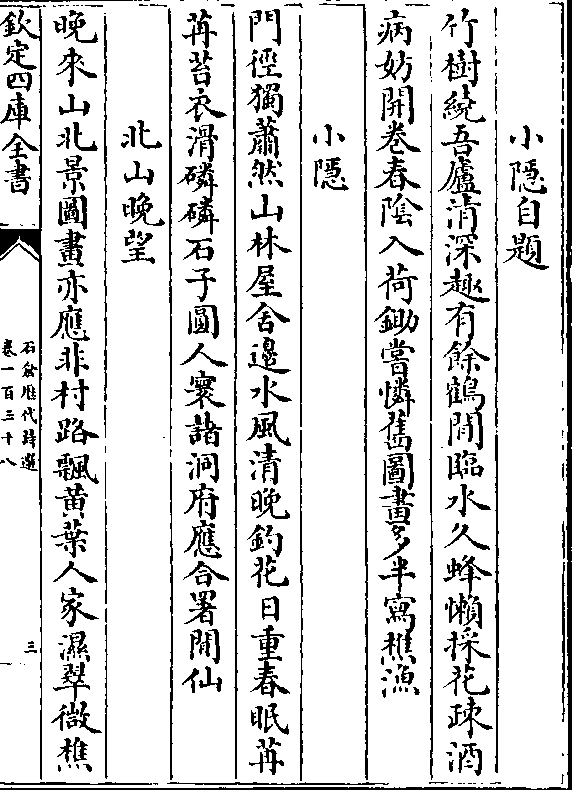 小隠自題
竹樹繞吾廬清深趣有餘鶴閒臨水久蜂懶採花疎酒
病妨開卷春陰入荷鋤嘗憐舊圖畫多半寫樵漁
小隠
門徑獨蕭然山林屋舍邉水風清晚釣花日重春眠苒
苒苔衣滑磷磷石子圓人寰諸洞府應合署閒仙
北山晚望
晚來山北景圖畫亦應非村路飄黄葉人家濕翠微樵
欽定四庫全書
石倉歴代詩選
卷一百三十八
三